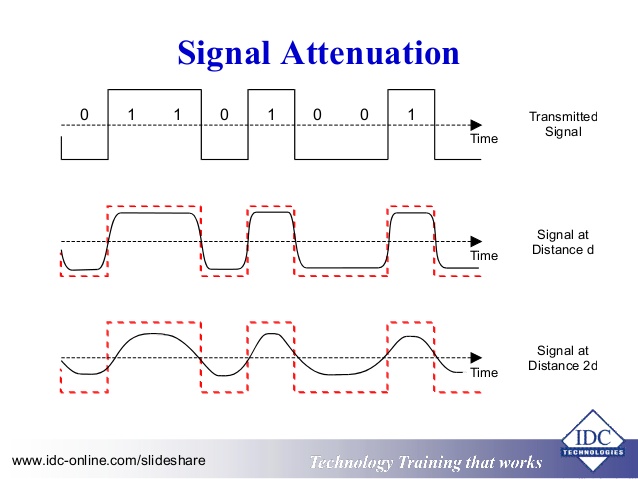 Signal Attenuation
0 1 1 0 1 0 0 1
Time
Transmitted
Signal
Time
Signal at
Distance d
Time
Signal at
Distance 2d
www.idc-online.com/slideshare
Technology Training that works
IDC
TECHNOLOGIES